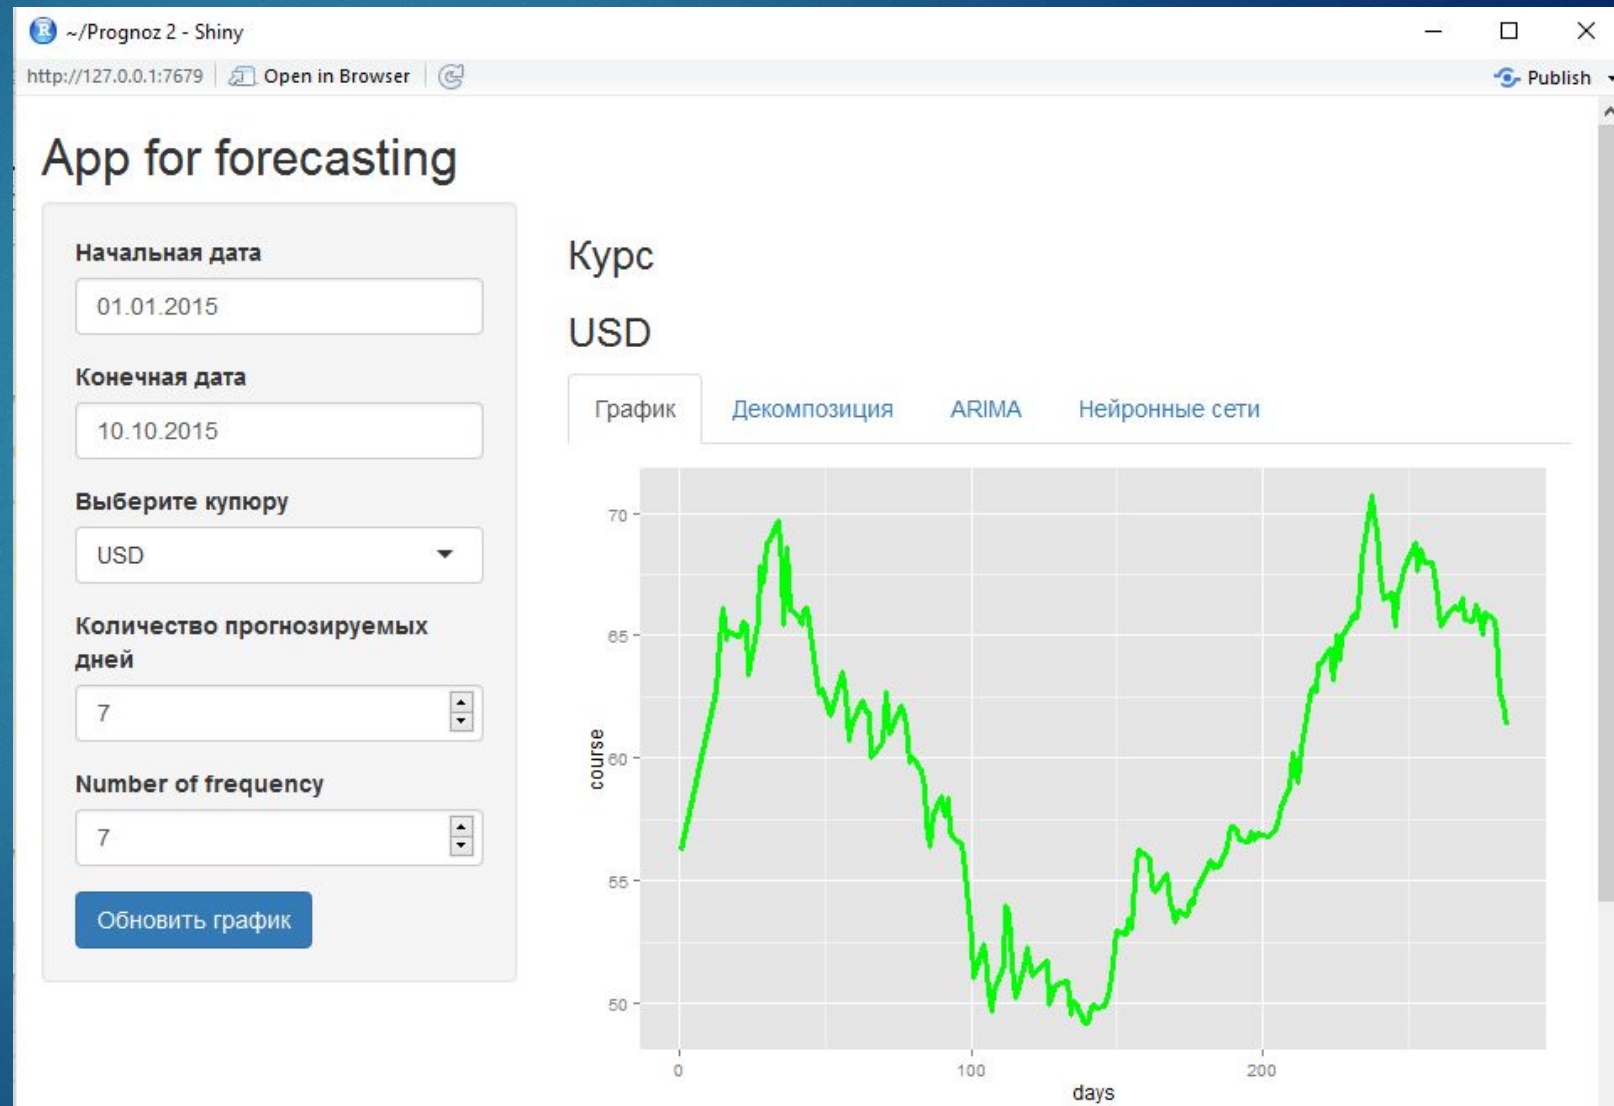 ~/Prognoz 2 - Shiny
http://127.0.0.1:7679 Open in Browser Publish
App for forecasting
Начальная дата
01.01.2015
Конечная дата
10.10.2015
Выберите купюру
USD
Количество прогнозируемых
дней
7
Number of frequency
7
Обновить график
Курс
USD
График Декомпозиция ARIMA Нейронные сети
70
65
60
55
50
course
0 100 200
days